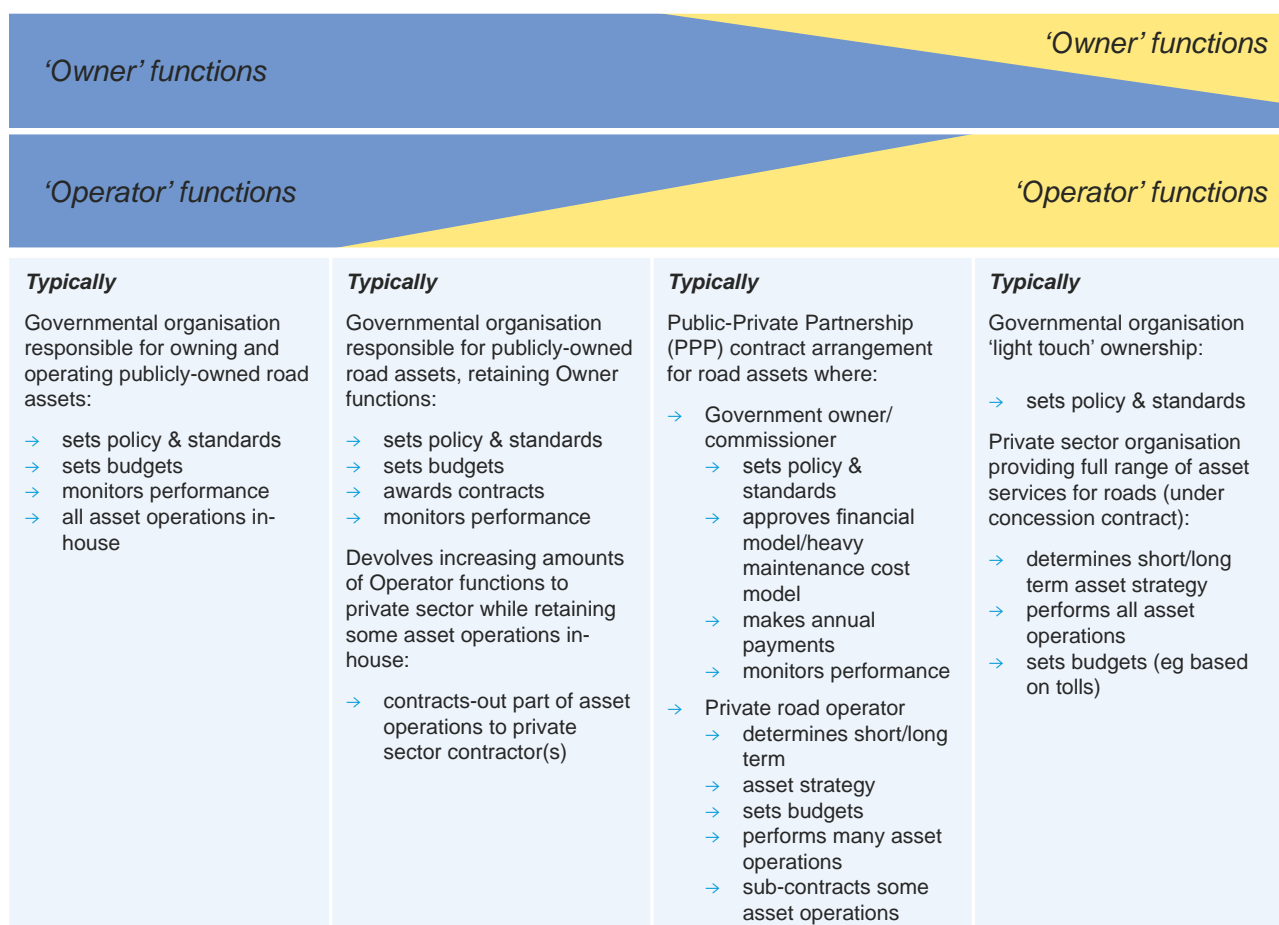 ‘Owner’ functions
‘Owner’ functions
‘Operator’ functions
‘Operator’ functions
Typically
Governmental organisation
responsible for owning and
operating publicly-owned road
assets:
→ sets policy & standards
→ sets budgets
→ monitors performance
→ all asset operations in-
house
Typically
Governmental organisation
responsible for publicly-owned
road assets, retaining Owner
functions:
→ sets policy & standards
→ sets budgets
→ awards contracts
→ monitors performance
Devolves increasing amounts
of Operator functions to
private sector while retaining
some asset operations in-
house:
→ contracts-out part of asset
operations to private
sector contractor(s)
Typically
Public-Private Partnership
(PPP) contract arrangement
for road assets where:
→ Government owner/
commissioner
→ sets policy &
standards
→ approves financial
model/heavy
maintenance cost
model
→ makes annual
payments
→ monitors performance
→ Private road operator
→ determines short/long
term
→ asset strategy
→ sets budgets
→ performs many asset
operations
→ sub-contracts some
asset operations
Typically
Governmental organisation
‘light touch’ ownership:
→ sets policy & standards
Private sector organisation
providing full range of asset
services for roads (under
concession contract):
→ determines short/long
term asset strategy
→ performs all asset
operations
→ sets budgets (eg based
on tolls)